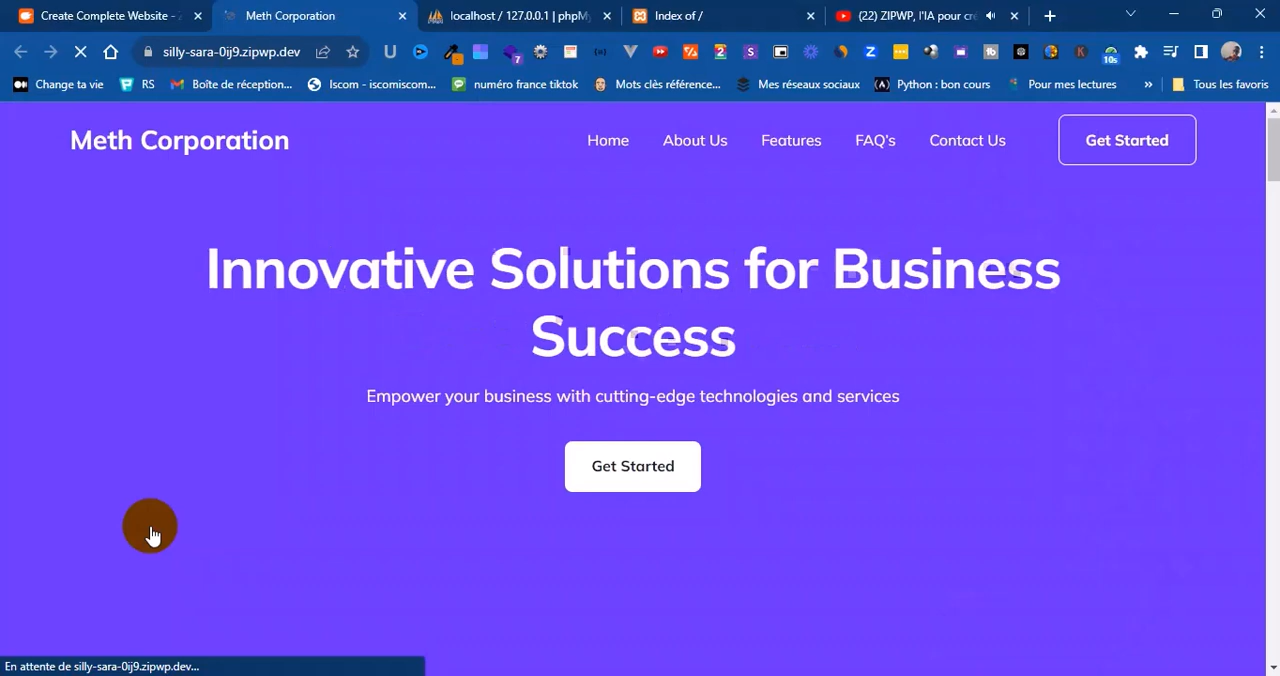 Create Complete Website - Z
Meth Corporation
localhost / 127.0.0.1 | phpMy
Index of /
(22) ZIPWP, l'IA pour cré
silly-sara-0ij9.zipwp.dev
Change ta vie
RS
Boîte de réception...
Iscom - iscomiscom...
numéro france tiktok
Mots clés référence...
Mes réseaux sociaux
Python : bon cours
Pour mes lectures
»
Tous les favoris
Meth Corporation
Home
About Us
Features
FAQ's
Contact Us
Get Started
Innovative Solutions for Business
Success
Empower your business with cutting-edge technologies and services
Get Started
En attente de silly-sara-0ij9.zipwp.dev...